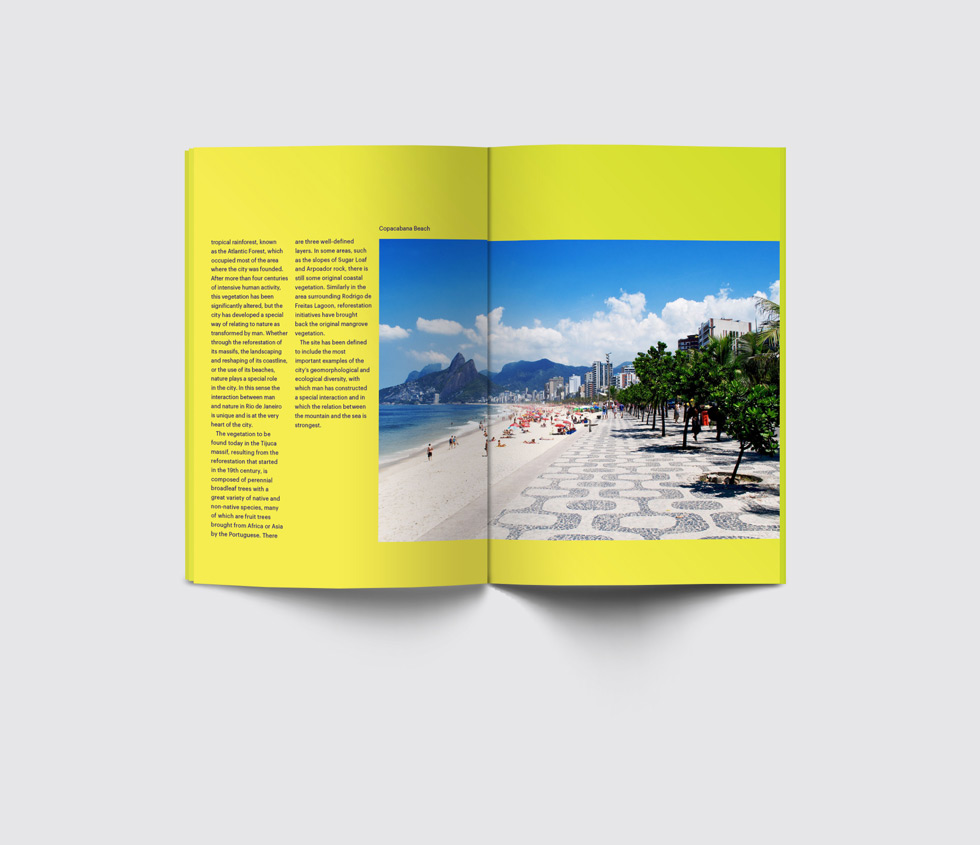 Copacabana Beach
tropical rainforest, known
as the Atlantic Forest, which
occupied most of the area
where the city was founded.
After more than four centuries
of intensive human activity,
this vegetation has been
significantly altered, but the
city has developed a special
way of relating to nature as
transformed by man. Whether
through the reforestation of
its massifs, the landscaping
and reshaping of its coastline,
or the use of its beaches,
nature plays a special role
in the city. In this sense the
interaction between man
and nature in Rio de Janeiro
is unique and is at the very
heart of the city.
The vegetation to be
found today in the Tijuca
massif, resulting from the
reforestation that started
in the 19th century, is
composed of perennial
broadleaf trees with a
great variety of native and
non-native species, many
of which are fruit trees
brought from Africa or Asia
by the Portuguese. There
are three well-defined
layers. In some areas, such
as the slopes of Sugar Loaf
and Arpoador rock, there is
still some original coastal
vegetation. Similarly in the
area surrounding Rodrigo de
Freitas Lagoon, reforestation
initiatives have brought
back the original mangrove
vegetation.
The site has been defined
to include the most
important examples of the
city's geomorphological and
ecological diversity, with
which man has constructed
a special interaction and in
which the relation between
the mountain and the sea is
strongest.